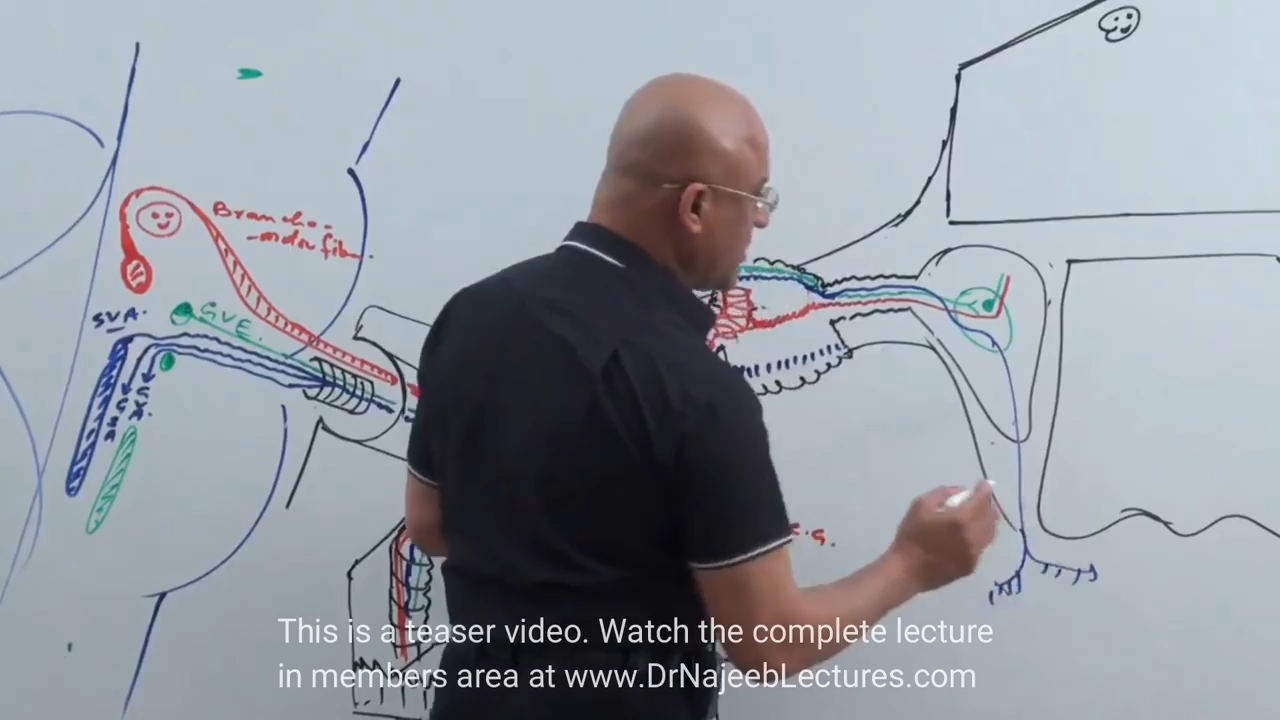 Brancho-
-motor fib.
SVA.
GVE.
s.
This is a teaser video. Watch the complete lecture
in members area at www.DrNajeebLectures.com